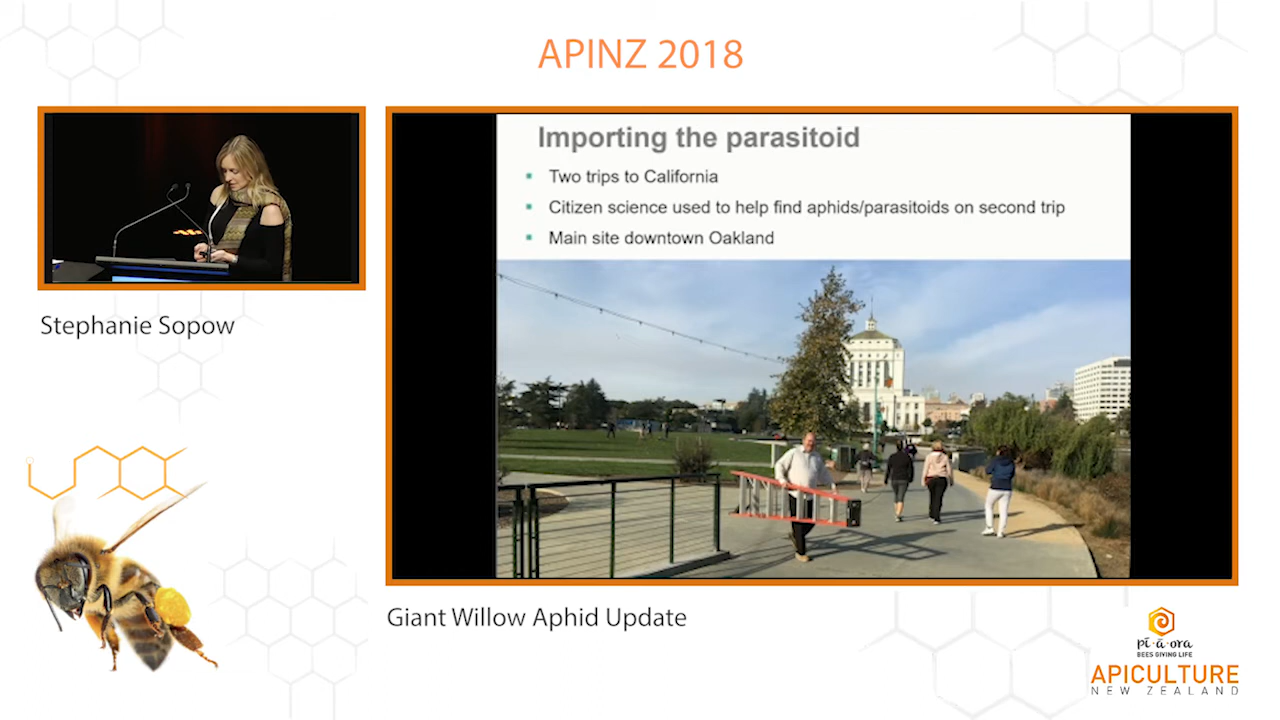 APINZ 2018
Importing the parasitoid
Two trips to California
Citizen science used to help find aphids/parasitoids on second trip
Main site downtown Oakland
Stephanie Sopow
Giant Willow Aphid Update
pī-ā-ora
BEES GIVING LIFE
APICULTURE
NEW ZEALAND